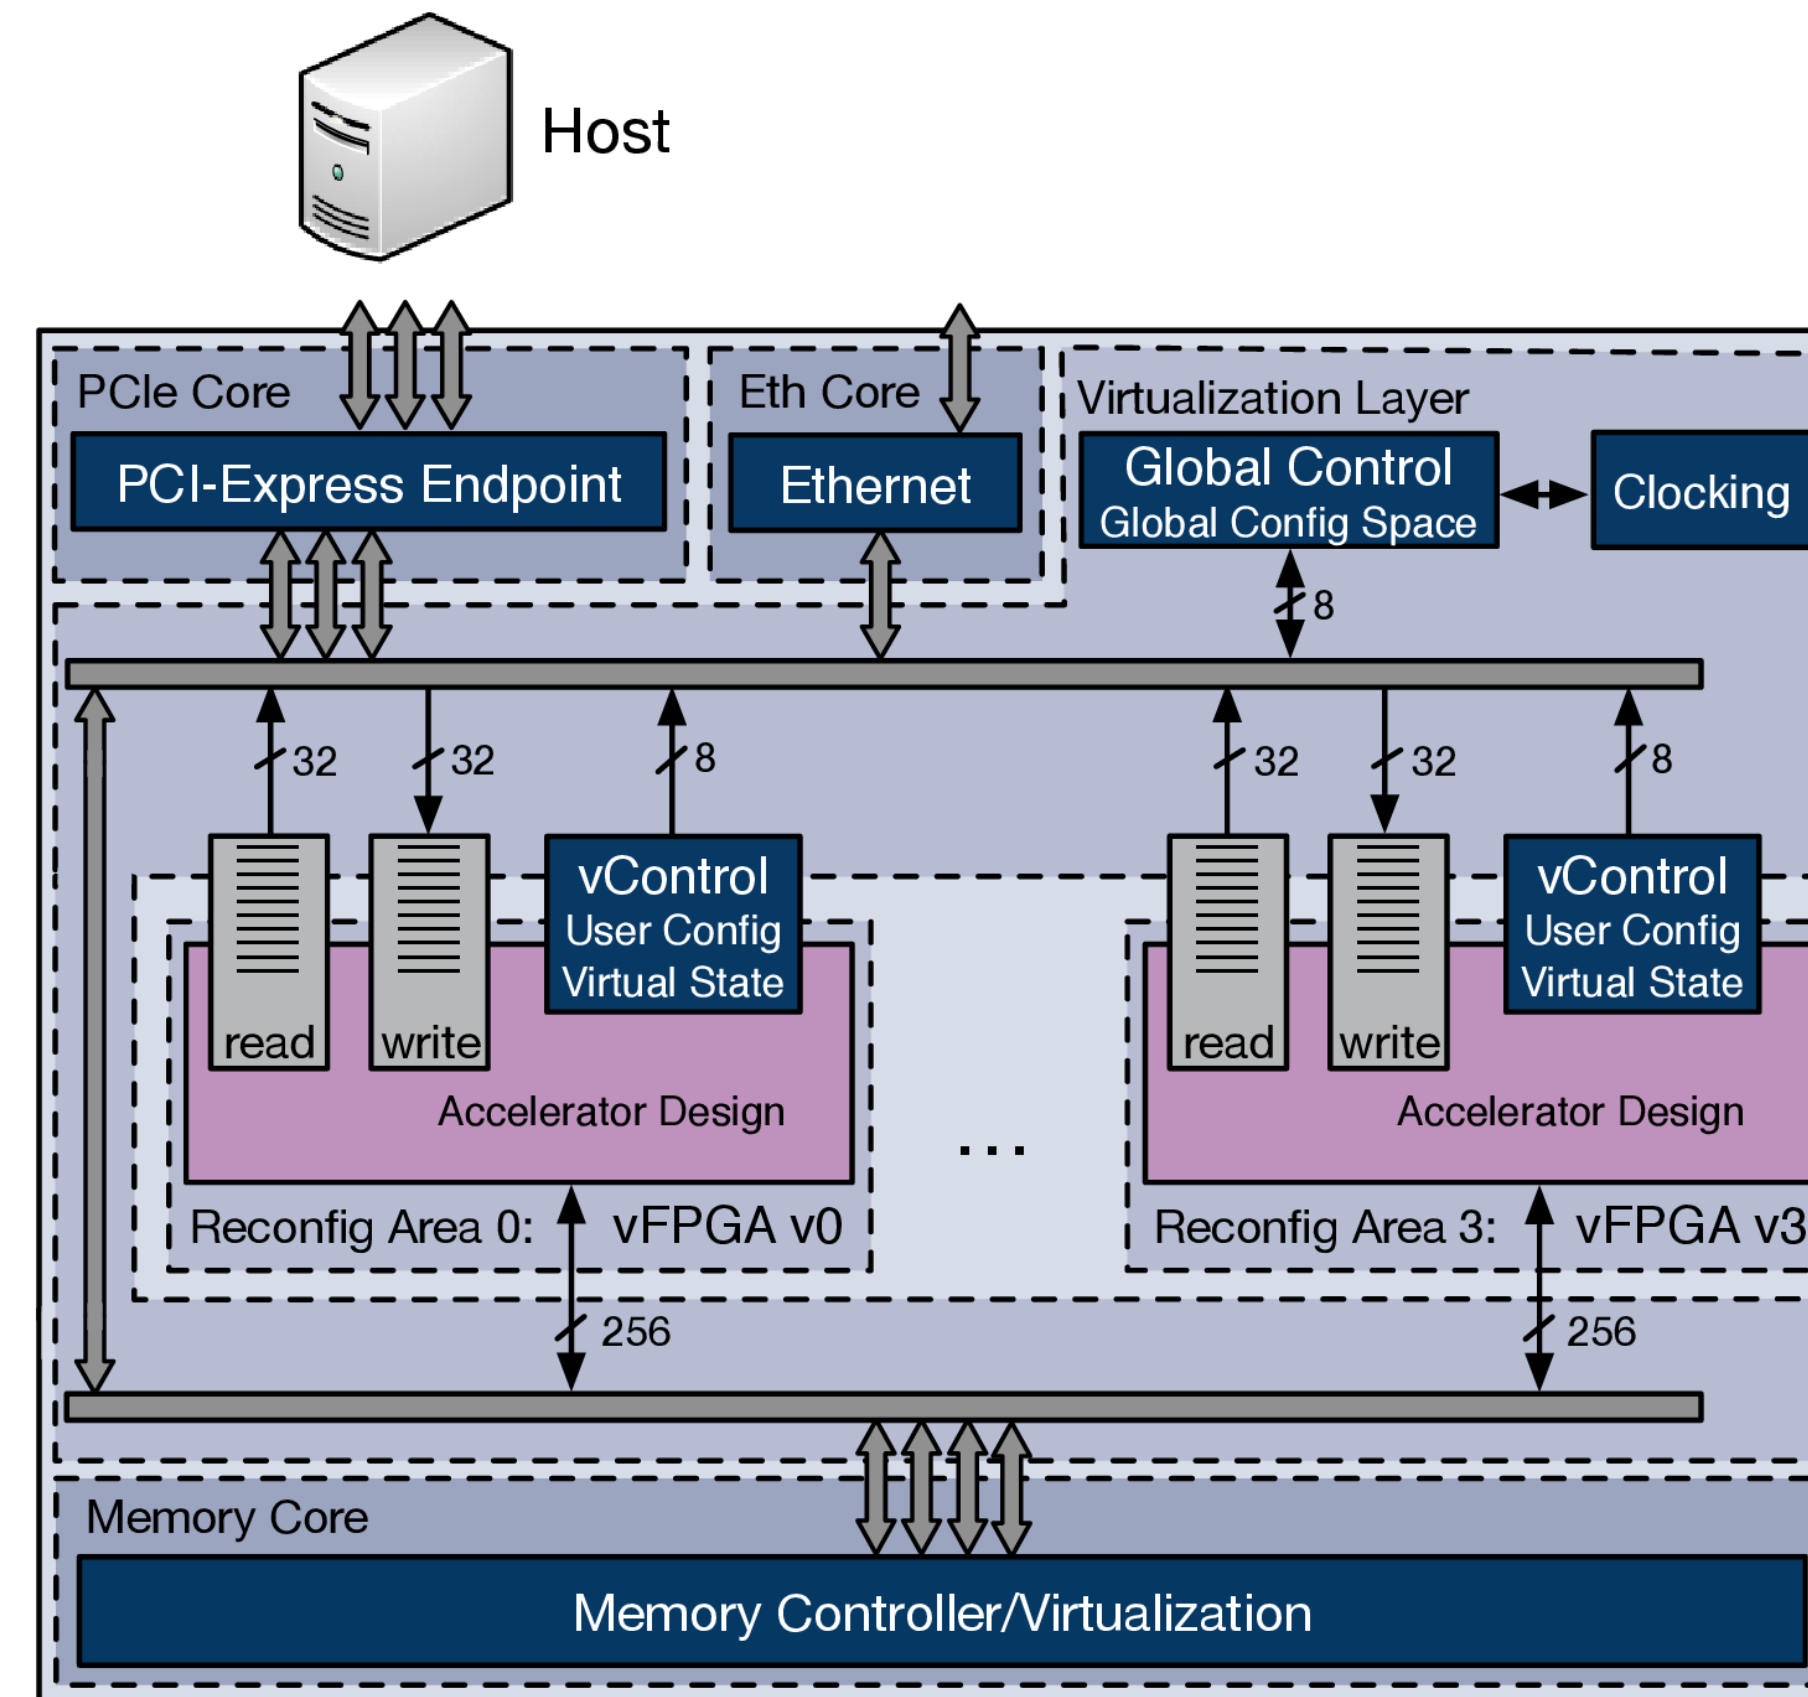 Host
PCIe Core
Eth Core
Virtualization Layer
PCI-Express Endpoint
Ethernet
Global Control
Global Config Space
Clocking
8
32
32
8
32
32
8
vControl
User Config
Virtual State
read
write
Accelerator Design
...
vControl
User Config
Virtual State
read
write
Accelerator Design
Reconfig Area 0: vFPGA v0
Reconfig Area 3: vFPGA v3
256
256
Memory Core
Memory Controller/Virtualization